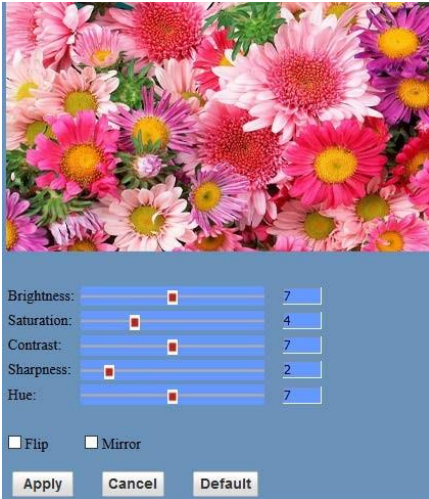 Brightness: 7
Saturation: 4
Contrast: 7
Sharpness: 2
Hue: 7
Flip Mirror
Apply Cancel Default